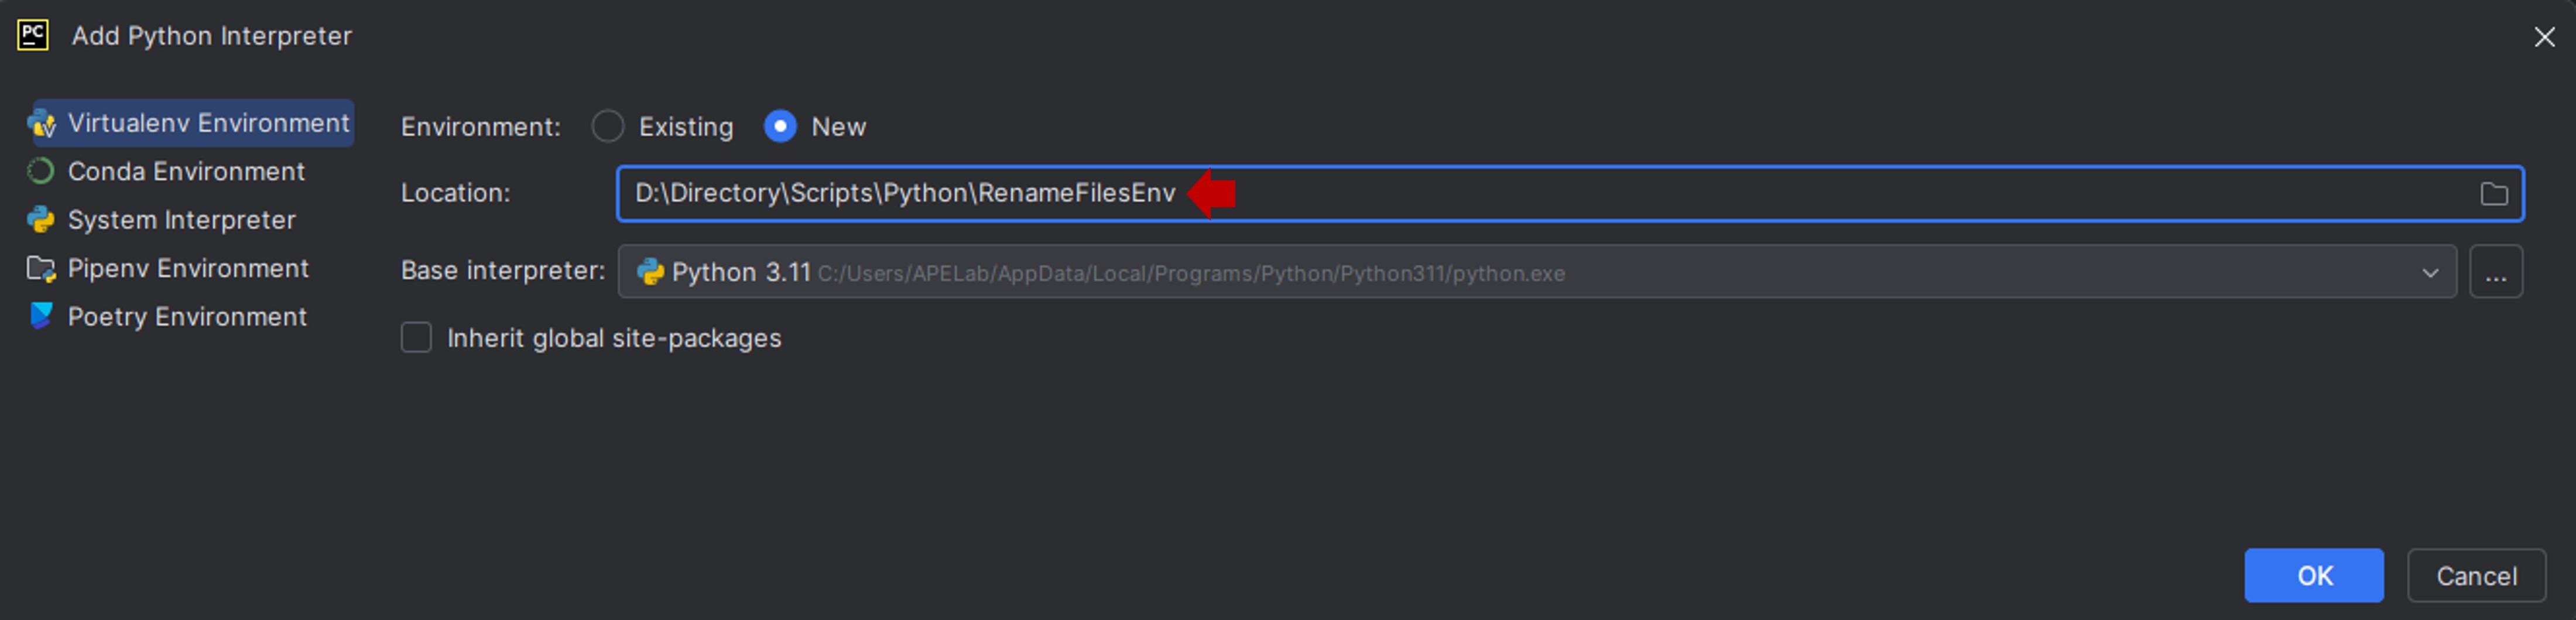 PC Add Python Interpreter
Virtualenv Environment
Conda Environment
System Interpreter
Pipenv Environment
Poetry Environment
Environment: Existing New
Location: D:\Directory\Scripts\Python\RenameFilesEnv
Base interpreter: Python 3.11 C:/Users/APELab/AppData/Local/Programs/Python/Python311/python.exe ...
Inherit global site-packages
OK Cancel